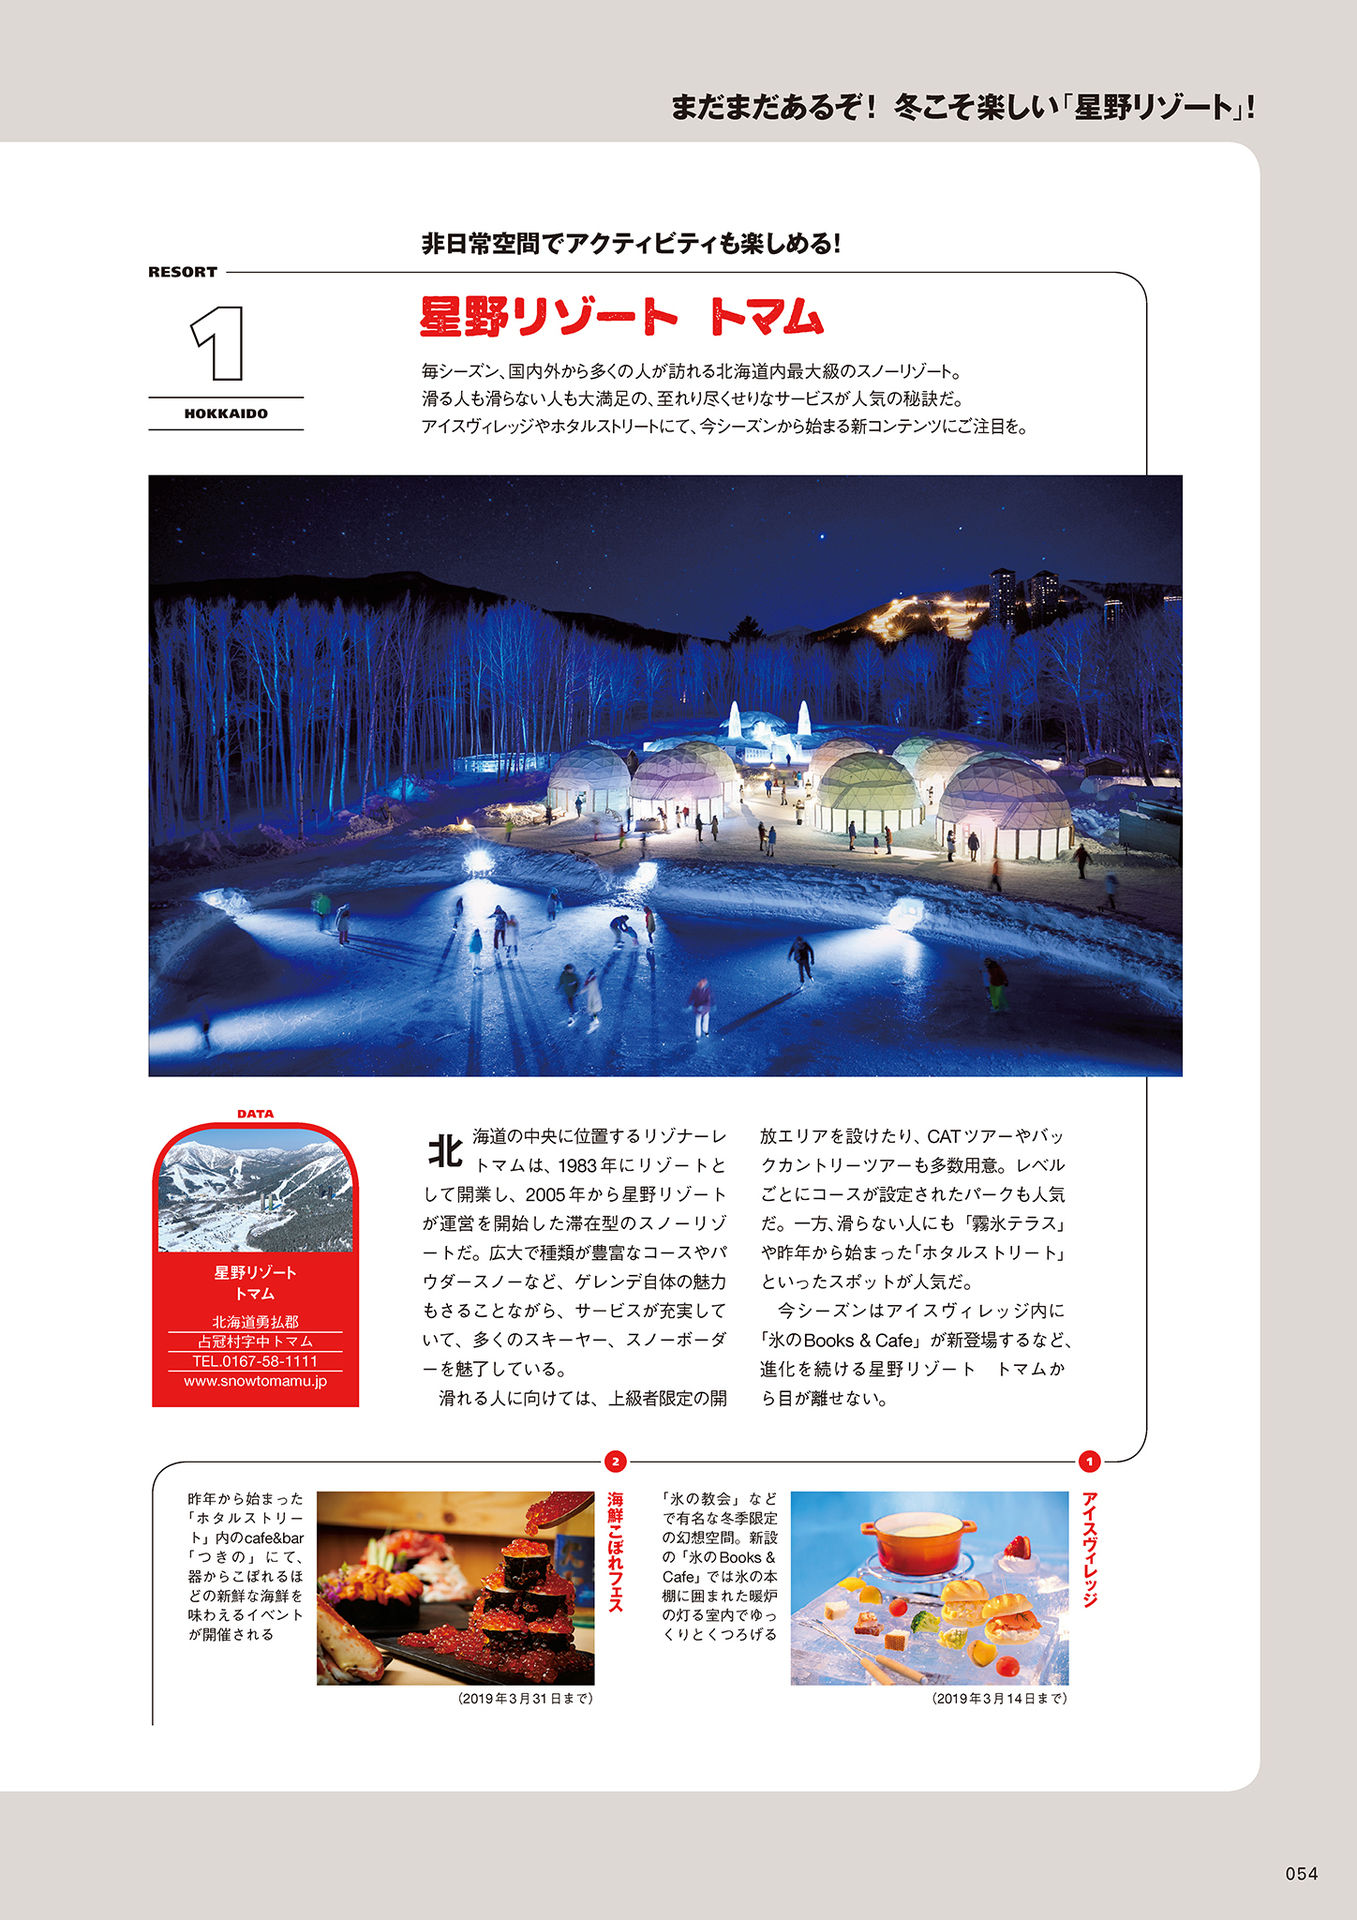 まだまだあるぞ！ 冬こそ楽しい「星野リゾート」！
非日常空間でアクティビティも楽しめる！
RESORT
1
HOKKAIDO
星野リゾート トマム
毎シーズン、国内外から多くの人が訪れる北海道内最大級のスノーリゾート。
滑る人も滑らない人も大満足の、至れり尽くせりなサービスが人気の秘訣だ。
アイスヴィレッジやホタルストリートにて、今シーズンから始まる新コンテンツにご注目を。
DATA
星野リゾート
トマム
北海道勇払郡
占冠村字中トマム
TEL.0167-58-1111
www.snowtomamu.jp
北海道の中央に位置するリゾナーレ
トマムは、1983年にリゾートと
して開業し、2005年から星野リゾート
が運営を開始した滞在型のスノーリゾ
ートだ。広大で種類が豊富なコースやパ
ウダースノーなど、ゲレンデ自体の魅力
もさることながら、サービスが充実して
いて、多くのスキーヤー、スノーボーダ
ーを魅了している。
滑れる人に向けては、上級者限定の開
放エリアを設けたり、CATツアーやバッ
クカントリーツアーも多数用意。レベル
ごとにコースが設定されたパークも人気
だ。一方、滑らない人にも「霧氷テラス」
や昨年から始まった「ホタルストリート」
といったスポットが人気だ。
今シーズンはアイスヴィレッジ内に
「氷のBooks & Cafe」が新登場するなど、
進化を続ける星野リゾート　トマムか
ら目が離せない。
1
アイスヴィレッジ
「氷の教会」など
で有名な冬季限定
の幻想空間。新設
の「氷のBooks &
Cafe」では氷の本
棚に囲まれた暖炉
の灯る室内でゆっ
くりとくつろげる
（2019年3月14日まで）
2
海鮮こぼれフェス
昨年から始まった
「ホタルストリー
ト」内のcafe&bar
「つきの」にて、
器からこぼれるほ
どの新鮮な海鮮を
味わえるイベント
が開催される
（2019年3月31日まで）
054